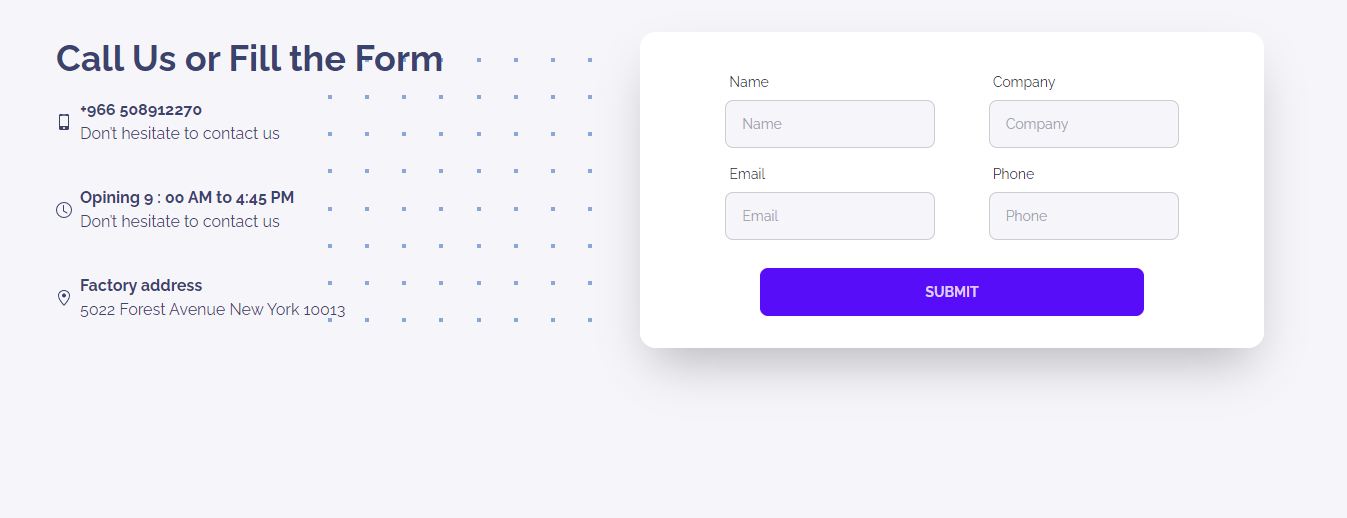 Call Us or Fill the Form
+966 508912270
Don't hesitate to contact us
Opining 9 : 00 AM to 4:45 PM
Don't hesitate to contact us
Factory address
5022 Forest Avenue New York 10013
Name
Company
Name
Company
Email
Phone
Email
Phone
SUBMIT